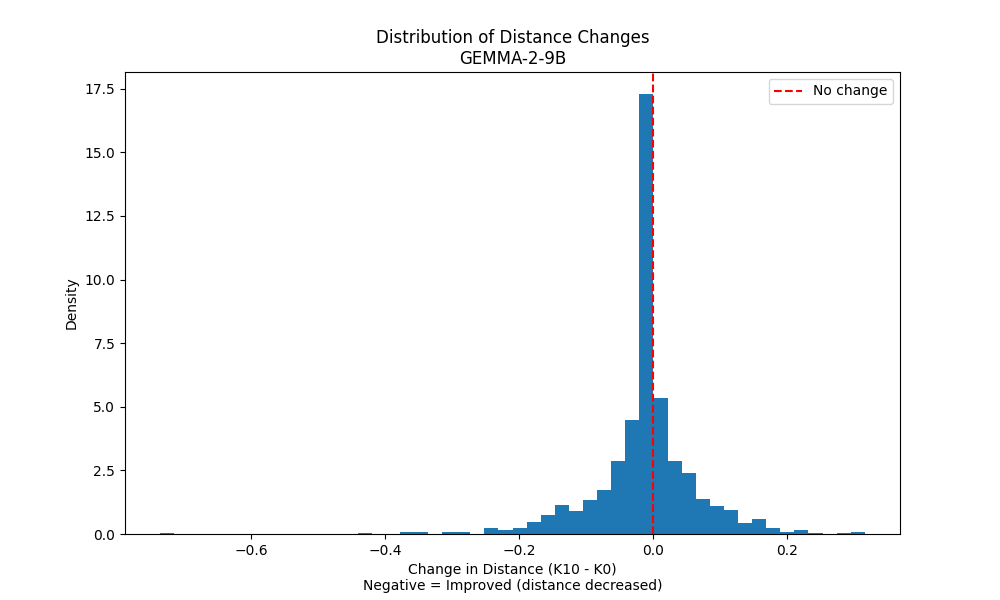 Distribution of Distance Changes
GEMMA-2-9B
No change
17.5
15.0
12.5
10.0
7.5
5.0
2.5
0.0
Density
−0.6
−0.4
−0.2
0.0
0.2
Change in Distance (K10 - K0)
Negative = Improved (distance decreased)